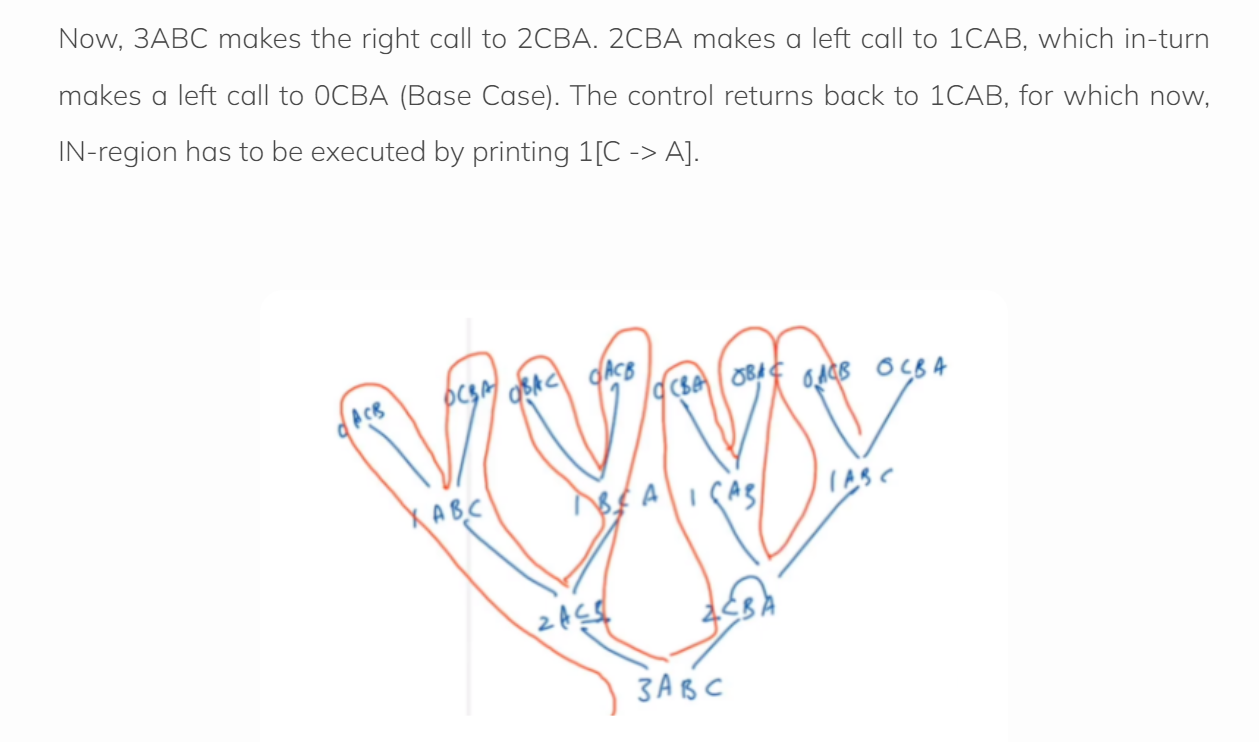 Now, 3ABC makes the right call to 2CBA. 2CBA makes a left call to 1CAB, which in-turn
makes a left call to 0CBA (Base Case). The control returns back to 1CAB, for which now,
IN-region has to be executed by printing 1[C -> A].
0ACB 0CBA 0BAC 0ACB 0CBA 0BAC 0ACB 0CBA
1ABC 1BCA 1CAB 1ABC
2ACB 2CBA
3ABC